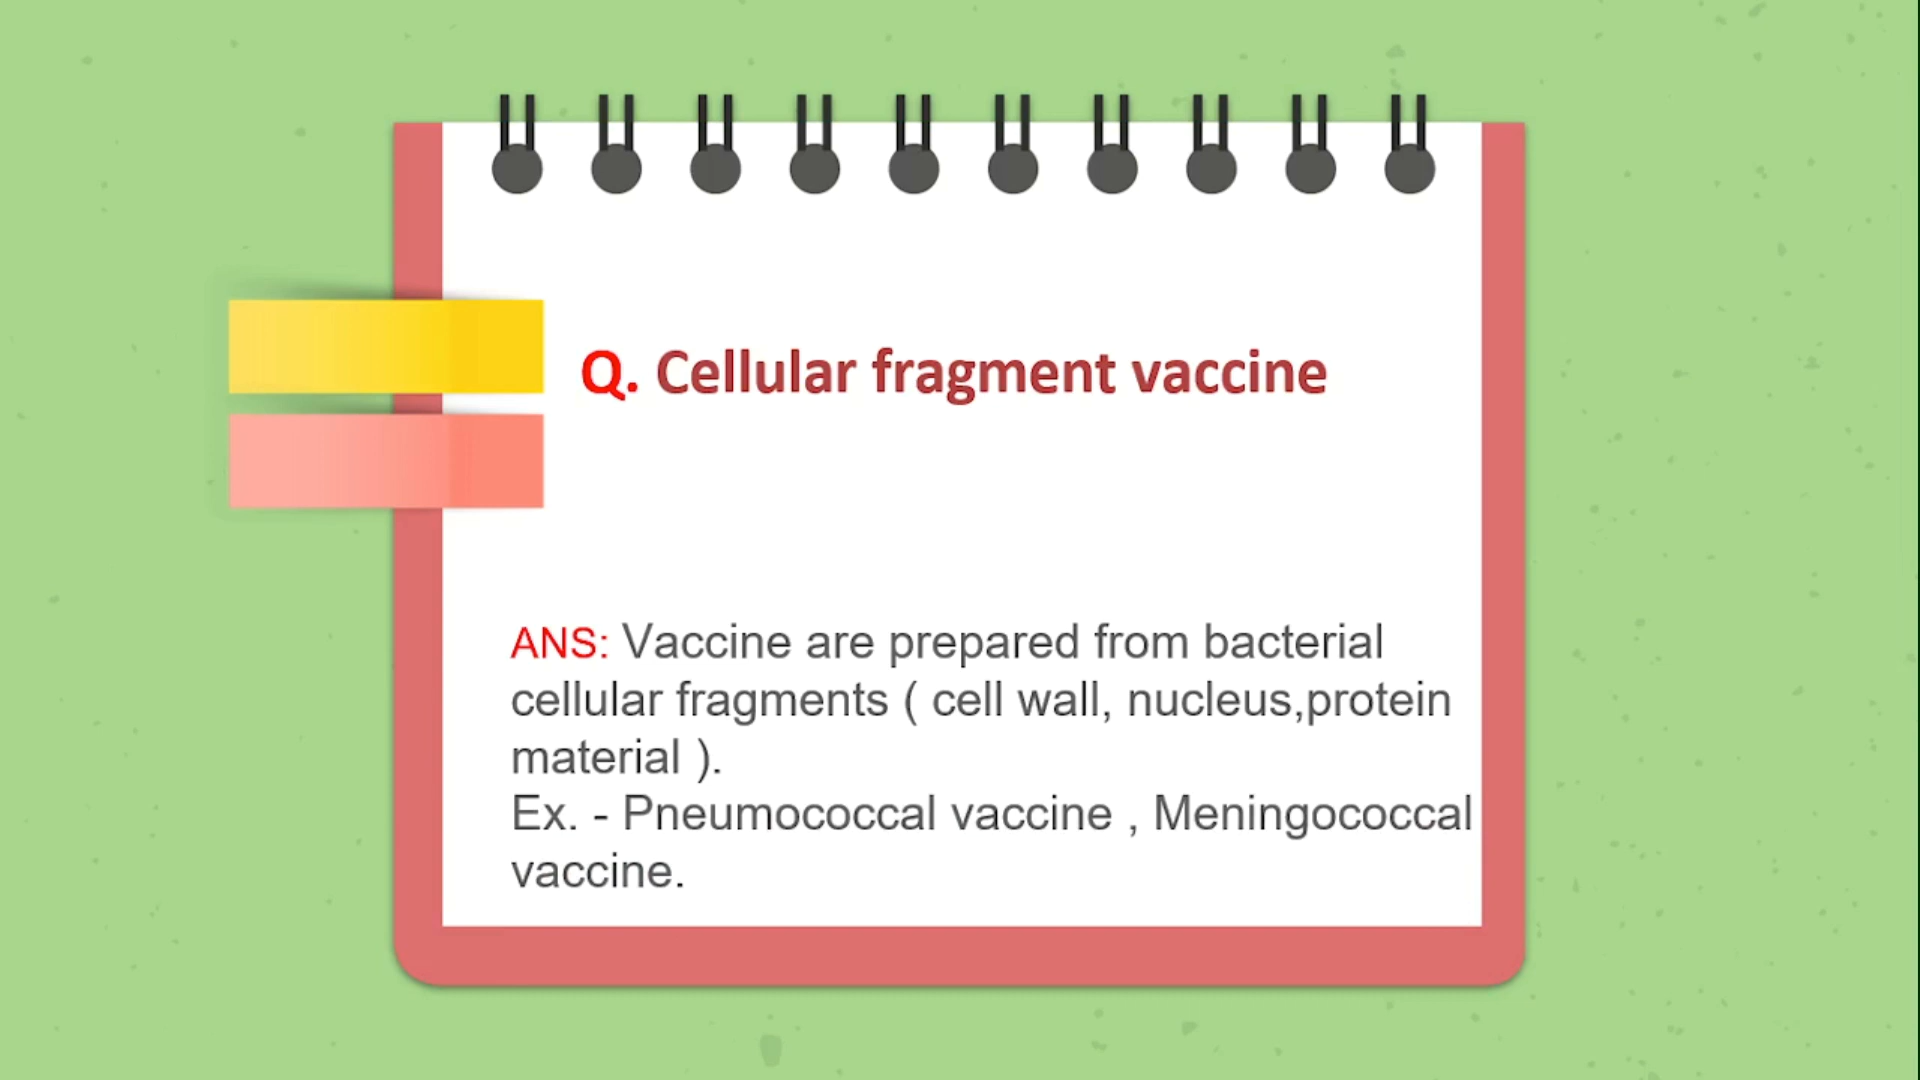 Q. Cellular fragment vaccine
ANS: Vaccine are prepared from bacterial
cellular fragments ( cell wall, nucleus,protein
material ).
Ex. - Pneumococcal vaccine , Meningococcal
vaccine.